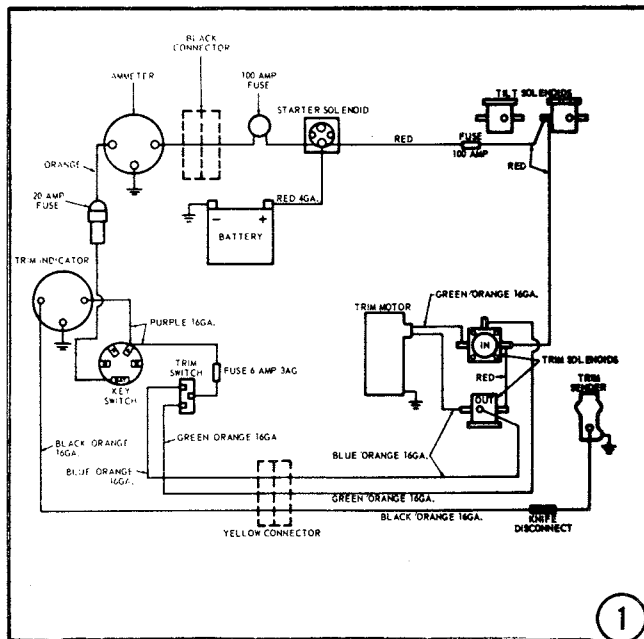 BLACK
CONNECTOR
AMMETER
100 AMP
FUSE
STARTER SOLENOID
TILT SOLENOIDS
RED
FUSE
100 AMP
RED
ORANGE
20 AMP
FUSE
RED 4GA.
- +
BATTERY
TRIM INDICATOR
PURPLE 16GA.
TRIM MOTOR
GREEN/ORANGE 16GA.
IN
TRIM SOLENOIDS
TRIM
SENDER
TRIM
SWITCH
FUSE 6 AMP 3AG
RED
OUT
BAT
KEY
SWITCH
BLACK ORANGE
16GA.
GREEN ORANGE 16GA
BLUE ORANGE
16GA.
BLUE ORANGE 16GA.
GREEN/ORANGE 16GA.
BLACK ORANGE 16GA.
KNIFE
DISCONNECT
YELLOW CONNECTOR
1